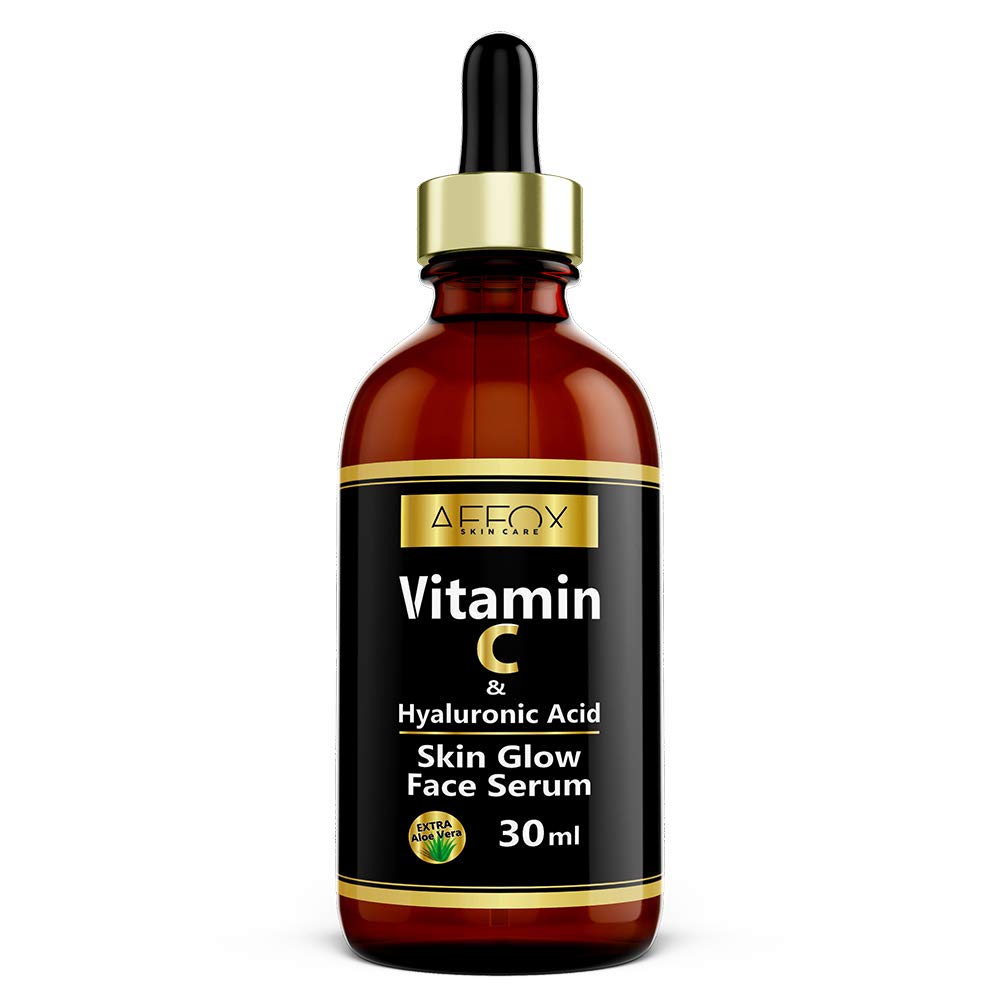 AFFOX
SKIN CARE
Vitamin
C
&
Hyaluronic Acid
Skin Glow
Face Serum
EXTRA
Aloe Vera
30ml